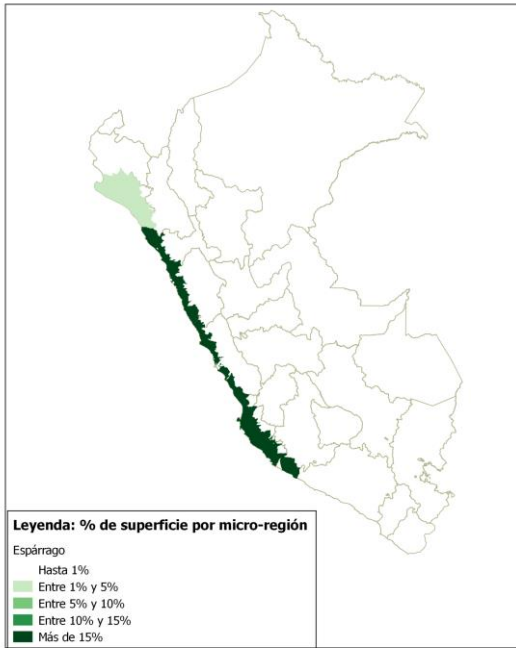 Leyenda: % de superficie por micro-región
Espárrago
Hasta 1%
Entre 1% y 5%
Entre 5% y 10%
Entre 10% y 15%
Más de 15%